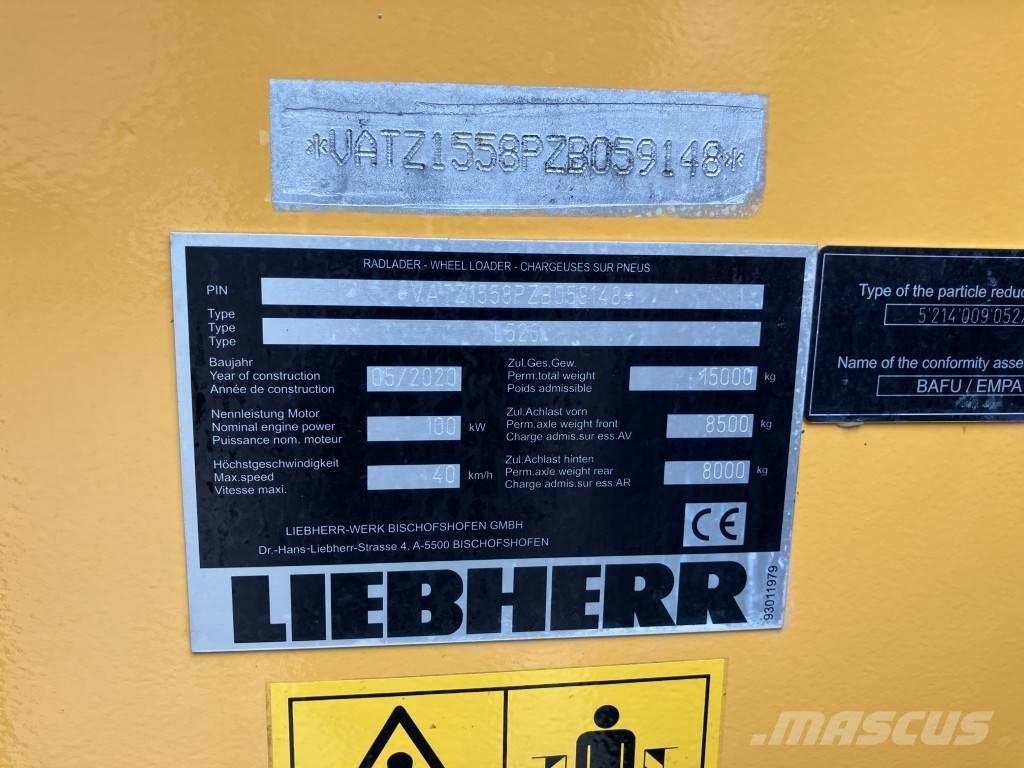 *VATZ1558PZB059148*
RADLADER - WHEEL LOADER - CHARGEUSES SUR PNEUS
PIN *VATZ1558PZB059148*
Type
Type
Type L526
Baujahr
Year of construction 05/2020
Année de construction
Zul.Ges.Gew.
Perm.total weight 15000 kg
Poids admissible
Nennleistung Motor
Nominal engine power 100 kW
Puissance nom. moteur
Zul.Achlast vorn
Perm.axle weight front 8500 kg
Charge admis.sur ess.AV
Höchstgeschwindigkeit
Max.speed 40 km/h
Vitesse maxi.
Zul.Achlast hinten
Perm.axle weight rear 8000 kg
Charge admis.sur ess.AR
CE
LIEBHERR-WERK BISCHOFSHOFEN GMBH
Dr.-Hans-Liebherr-Strasse 4, A-5500 BISCHOFSHOFEN
LIEBHERR
93011979
Type of the particle reduc
5'214'009'052
Name of the conformity asse
BAFU / EMPA
MASCUS